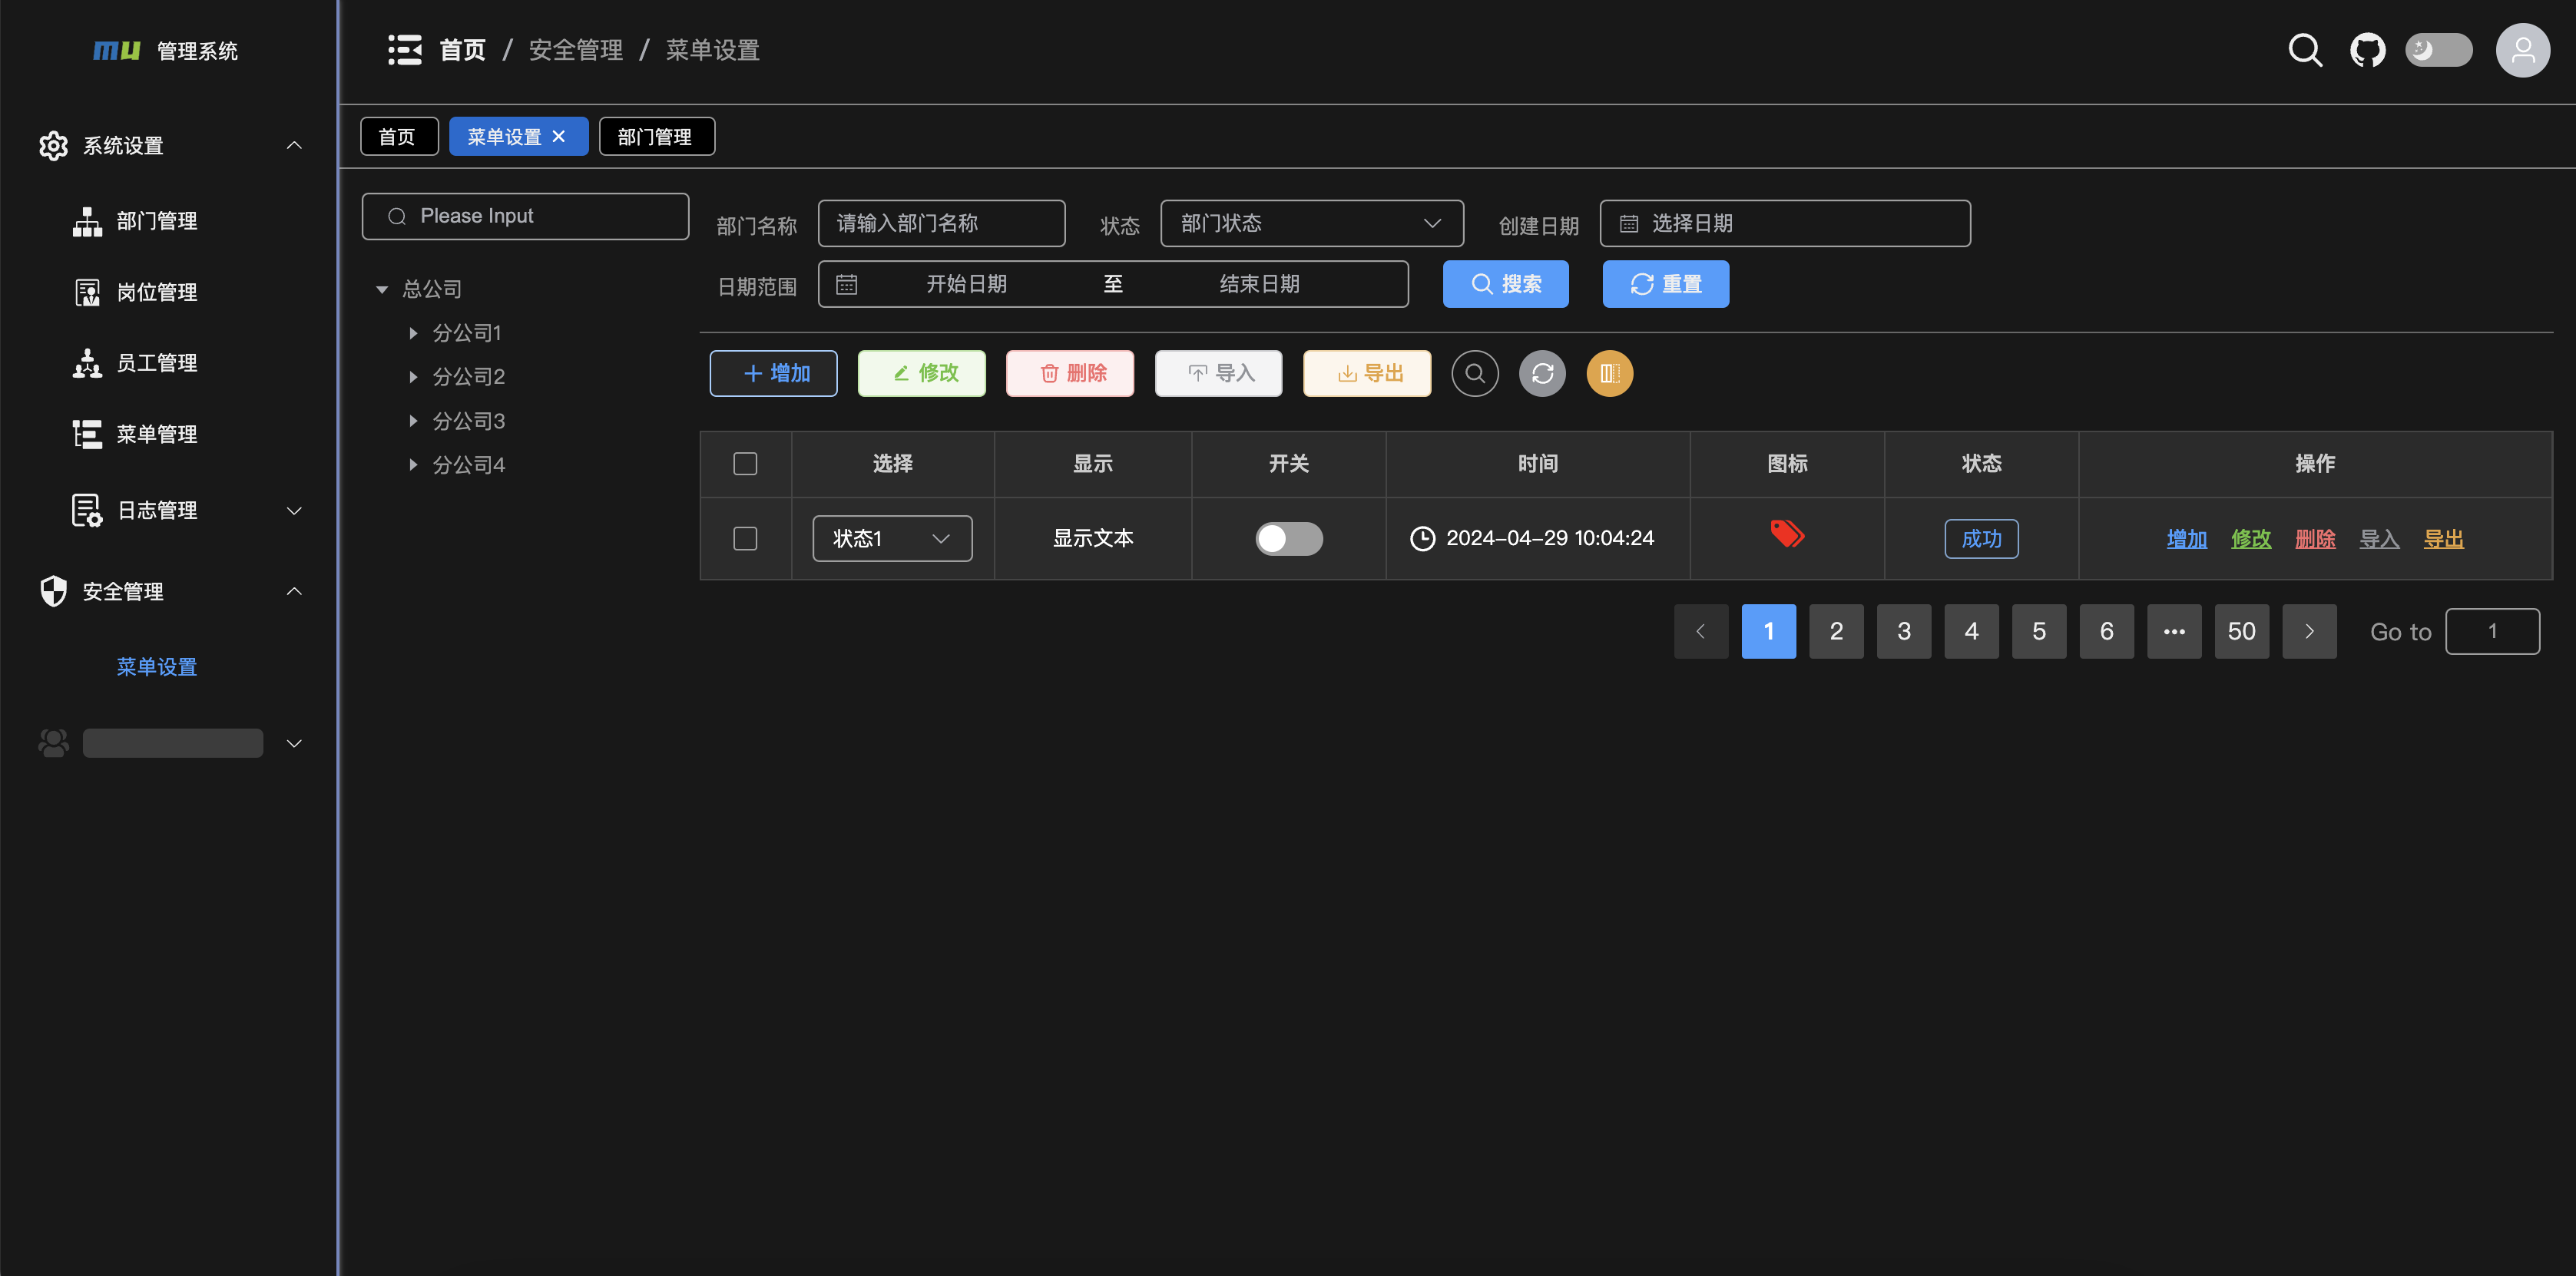 mu 管理系统
首页 / 安全管理 / 菜单设置
系统设置
部门管理
岗位管理
员工管理
菜单管理
日志管理
安全管理
菜单设置
首页 菜单设置 部门管理
Please Input
总公司
分公司1
分公司2
分公司3
分公司4
部门名称 请输入部门名称 状态 部门状态 创建日期 选择日期
日期范围 开始日期 至 结束日期 搜索 重置
增加 修改 删除 导入 导出
选择 显示 开关 时间 图标 状态 操作
状态1 显示文本 2024-04-29 10:04:24 成功 增加 修改 删除 导入 导出
1 2 3 4 5 6 ••• 50 Go to 1